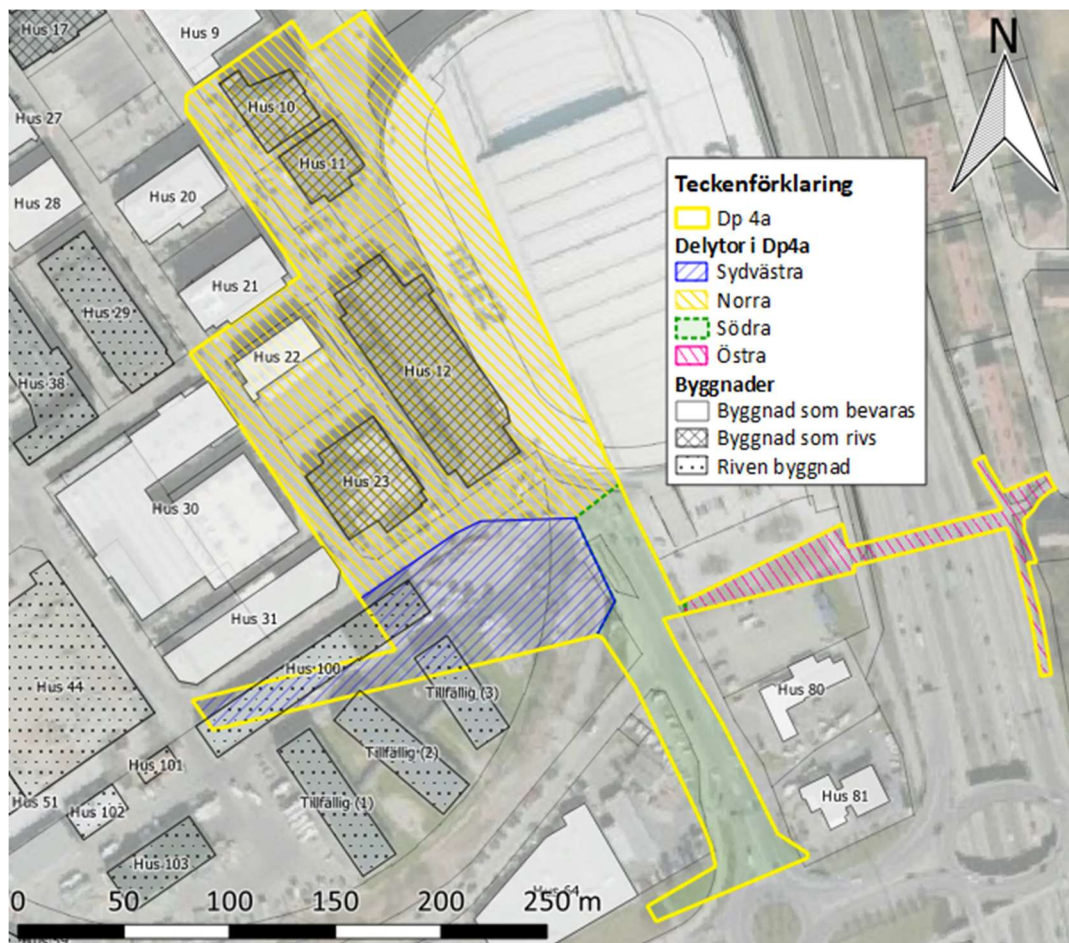 Hus 17
Hus 9
N
Hus 10
Hus 27
Hus 11
Hus 28
Hus 20
Teckenförklaring
Dp 4a
Delytor i Dp4a
Sydvästra
Norra
Södra
Östra
Byggnader
Byggnad som bevaras
Byggnad som rivs
Riven byggnad
Hus 21
Hus 29
Hus 22
Hus 38
Hus 12
Hus 23
Hus 30
Hus 31
Hus 100
Hus 44
Tillfällig (3)
Hus 80
Tillfällig (2)
Hus 101
Hus 81
Hus 51
Hus 102
Tillfällig (1)
Hus 103
Hus 64
0 50 100 150 200 250 m